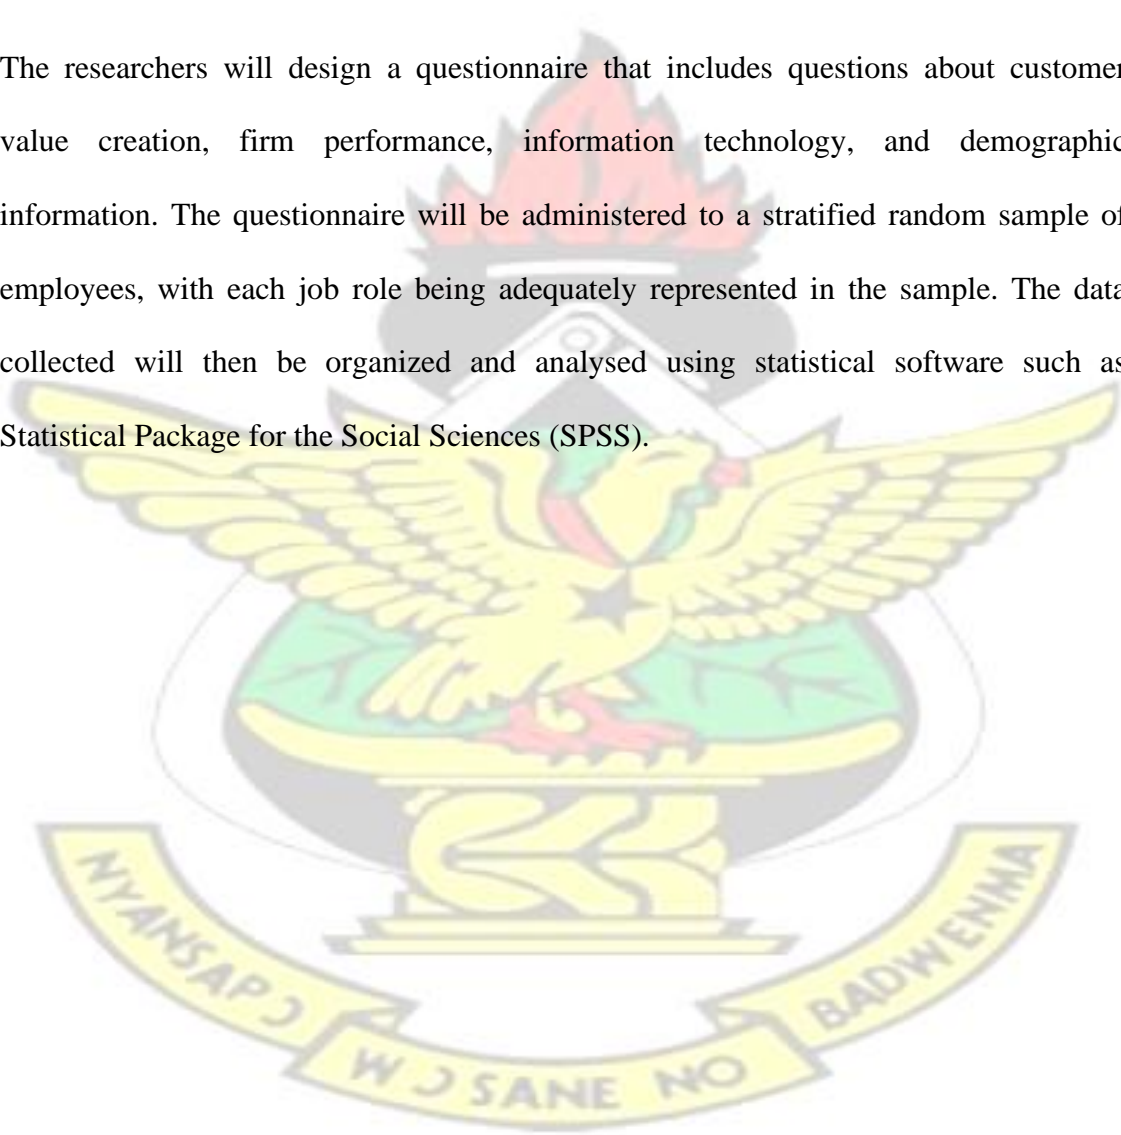 The researchers will design a questionnaire that includes questions about customer
value creation, firm performance, information technology, and demographic
information. The questionnaire will be administered to a stratified random sample of
employees, with each job role being adequately represented in the sample. The data
collected will then be organized and analysed using statistical software such as
Statistical Package for the Social Sciences (SPSS).
NYANSAPƆ
WƆSANE NO
BADWENMA